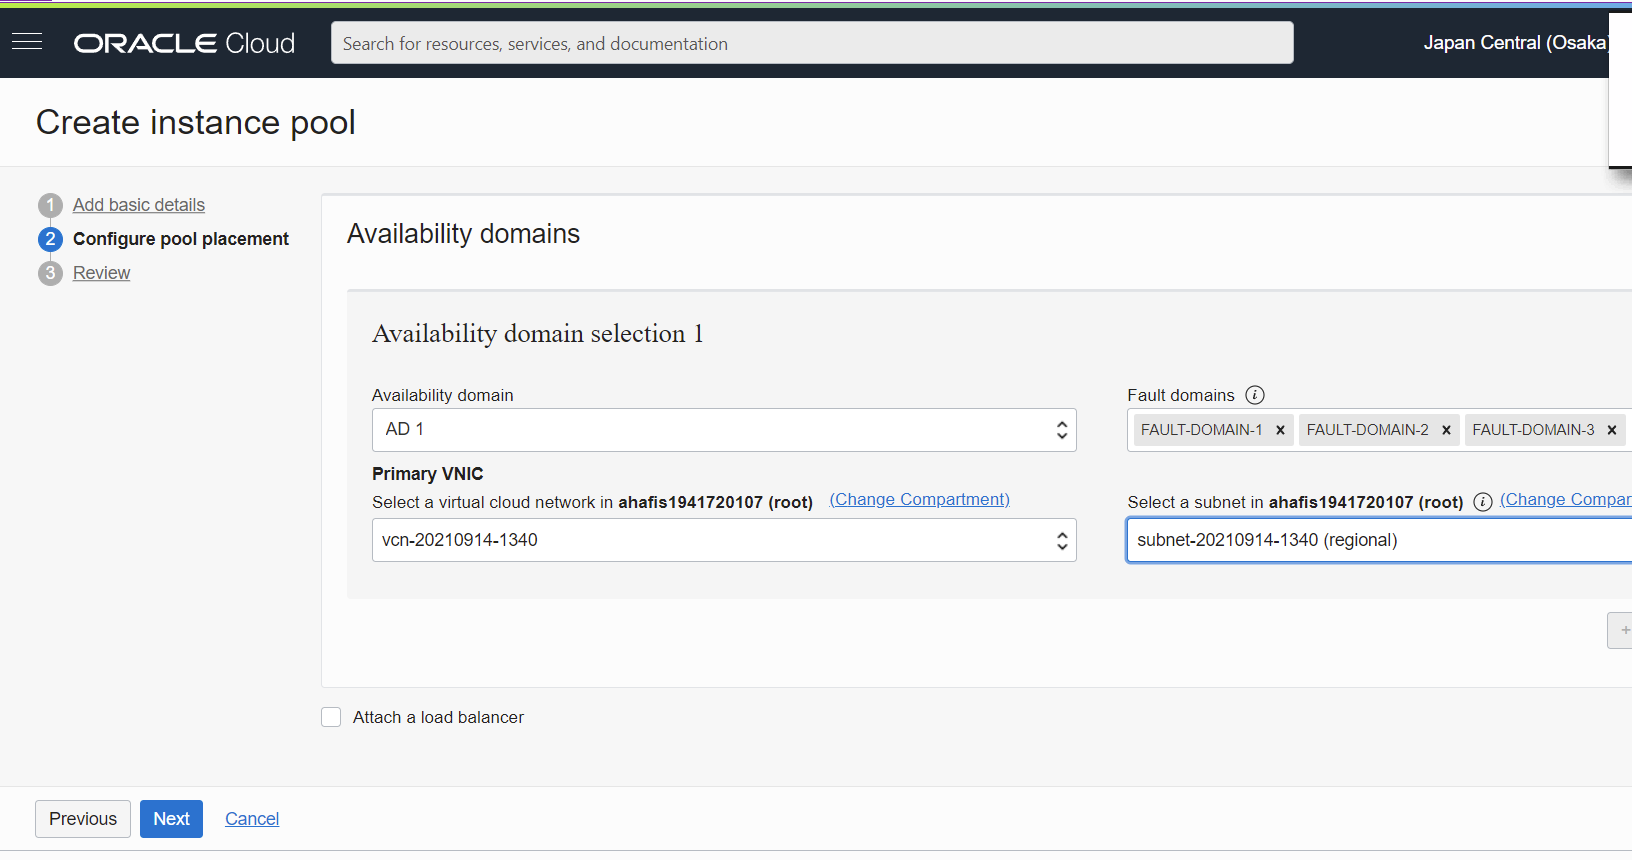 ORACLE Cloud
Search for resources, services, and documentation
Japan Central (Osaka)
Create instance pool
1 Add basic details
2 Configure pool placement
3 Review
Availability domains
Availability domain selection 1
Availability domain
AD 1
Fault domains i
FAULT-DOMAIN-1 × FAULT-DOMAIN-2 × FAULT-DOMAIN-3 ×
Primary VNIC
Select a virtual cloud network in ahafis1941720107 (root) (Change Compartment)
vcn-20210914-1340
Select a subnet in ahafis1941720107 (root) i (Change Compar
subnet-20210914-1340 (regional)
+
Attach a load balancer
Previous Next Cancel